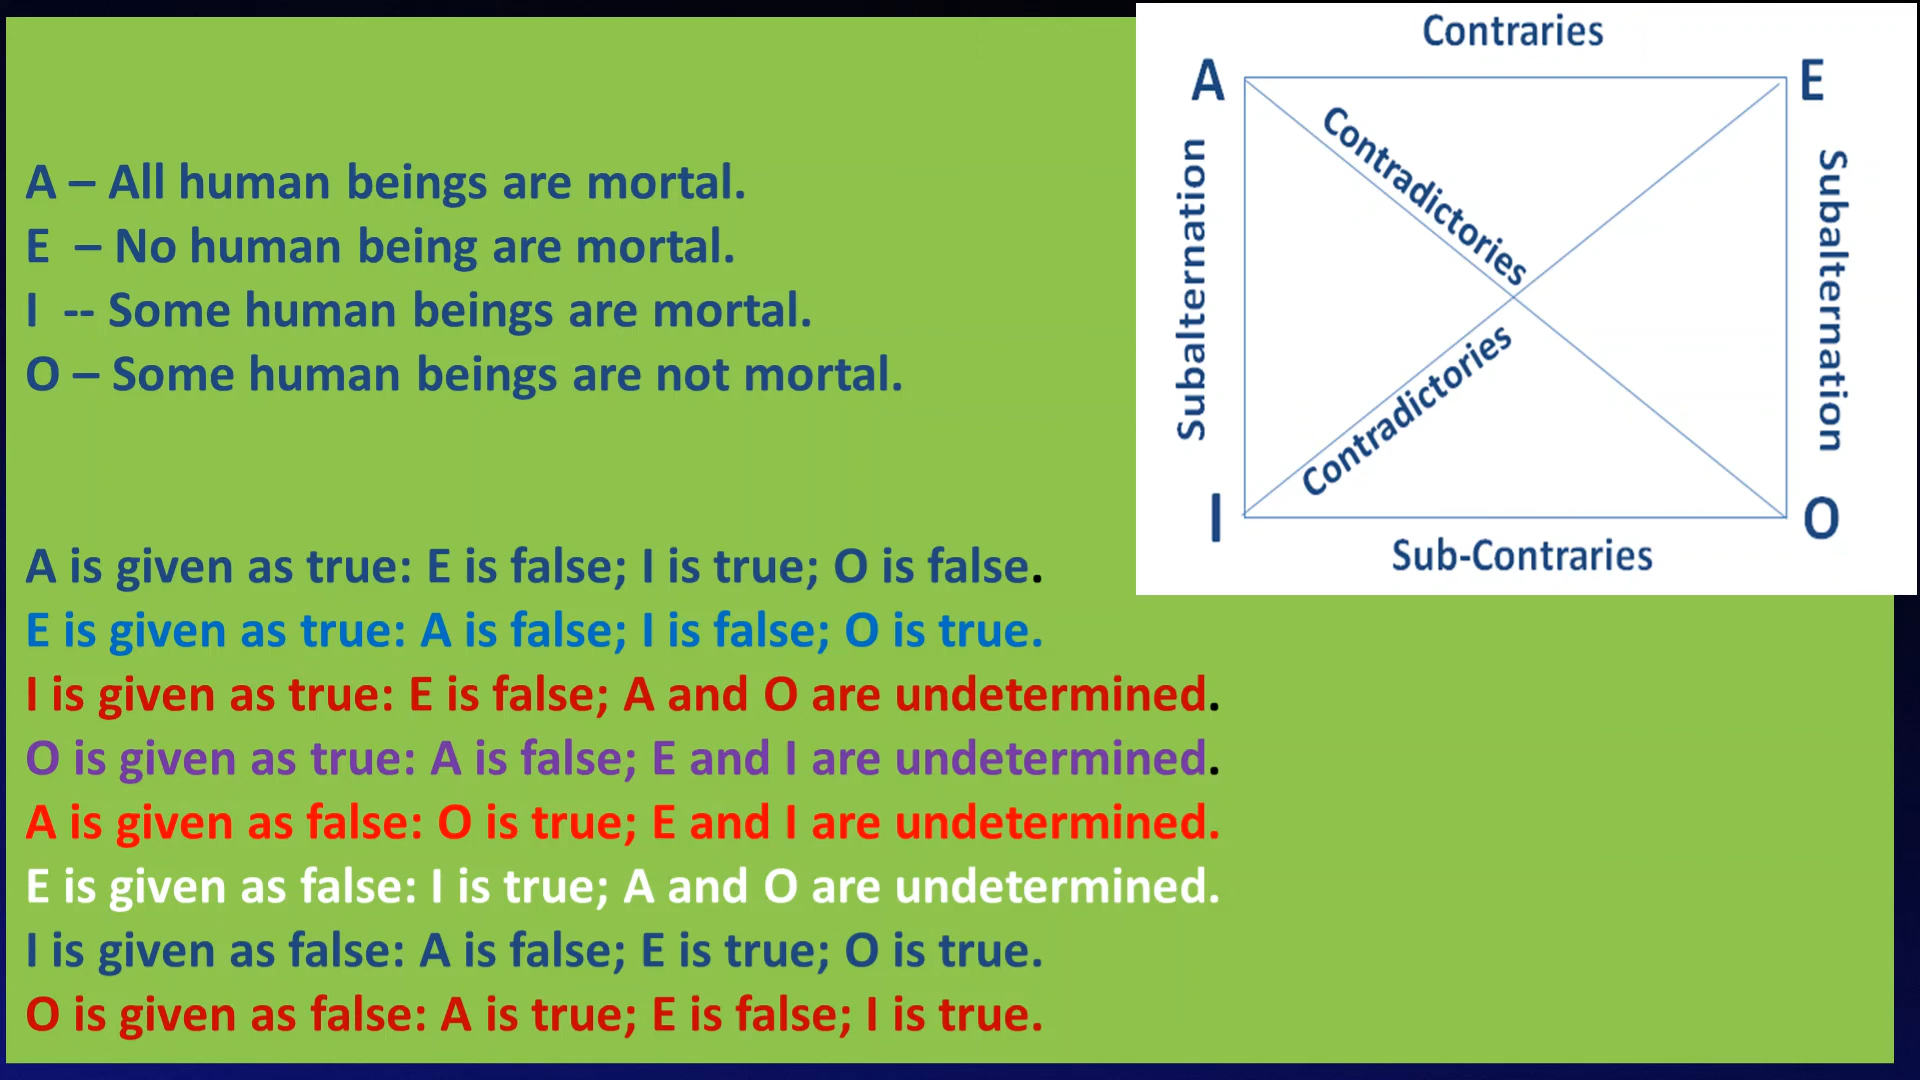 A – All human beings are mortal.
E – No human being are mortal.
I -- Some human beings are mortal.
O – Some human beings are not mortal.
A is given as true: E is false; I is true; O is false.
E is given as true: A is false; I is false; O is true.
I is given as true: E is false; A and O are undetermined.
O is given as true: A is false; E and I are undetermined.
A is given as false: O is true; E and I are undetermined.
E is given as false: I is true; A and O are undetermined.
I is given as false: A is false; E is true; O is true.
O is given as false: A is true; E is false; I is true.
Contraries
A
E
Contradictories
Subalternation
Subalternation
Contradictories
I
O
Sub-Contraries